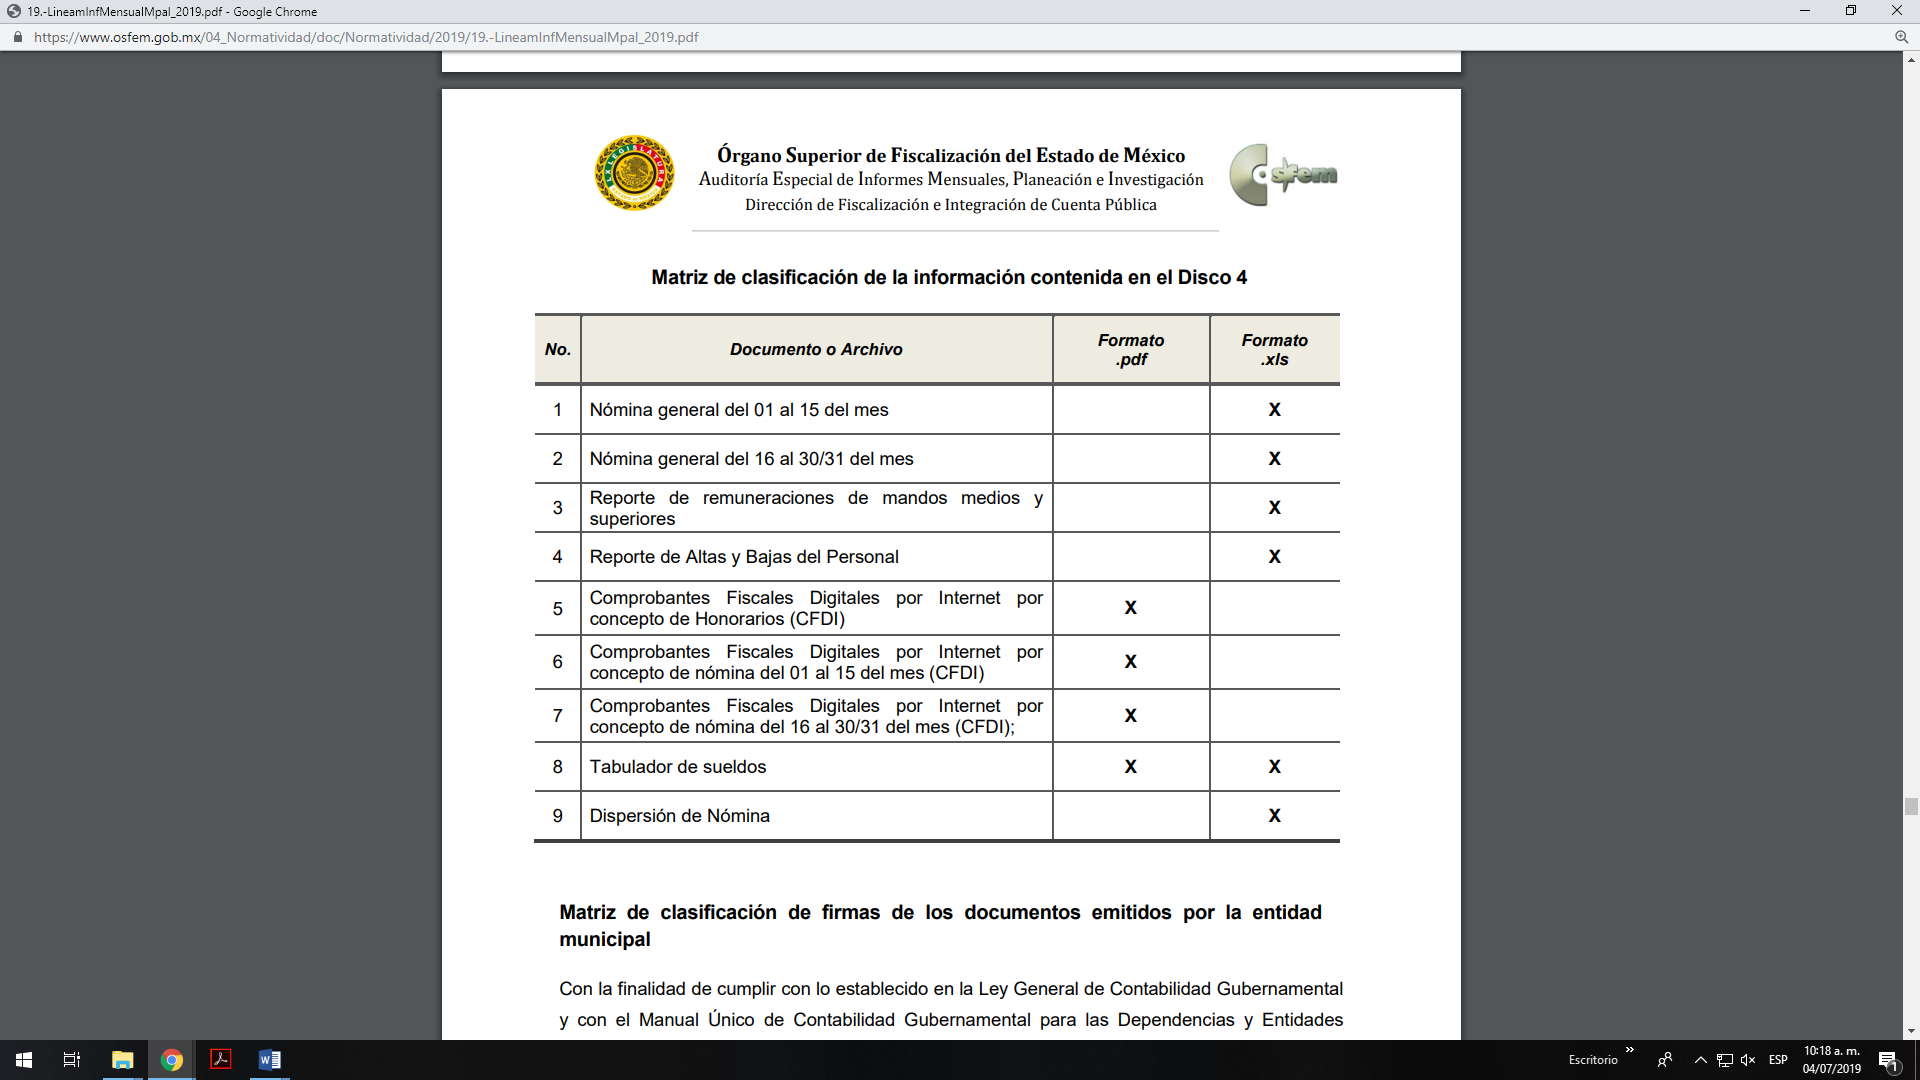 19.-LineamInfMensualMpal_2019.pdf - Google Chrome
https://www.osfem.gob.mx/04_Normatividad/doc/Normatividad/2019/19.-LineamInfMensualMpal_2019.pdf
LX LEGISLATURA
Órgano Superior de Fiscalización del Estado de México
Auditoría Especial de Informes Mensuales, Planeación e Investigación
Dirección de Fiscalización e Integración de Cuenta Pública
osfem
Matriz de clasificación de la información contenida en el Disco 4
No. Documento o Archivo Formato .pdf Formato .xls
1 Nómina general del 01 al 15 del mes X
2 Nómina general del 16 al 30/31 del mes X
3 Reporte de remuneraciones de mandos medios y
superiores X
4 Reporte de Altas y Bajas del Personal X
5 Comprobantes Fiscales Digitales por Internet por
concepto de Honorarios (CFDI) X
6 Comprobantes Fiscales Digitales por Internet por
concepto de nómina del 01 al 15 del mes (CFDI) X
7 Comprobantes Fiscales Digitales por Internet por
concepto de nómina del 16 al 30/31 del mes (CFDI); X
8 Tabulador de sueldos X X
9 Dispersión de Nómina X
Matriz de clasificación de firmas de los documentos emitidos por la entidad
municipal
Con la finalidad de cumplir con lo establecido en la Ley General de Contabilidad Gubernamental
y con el Manual Único de Contabilidad Gubernamental para las Dependencias y Entidades
Escritorio » ESP 10:18 a. m.
04/07/2019 1